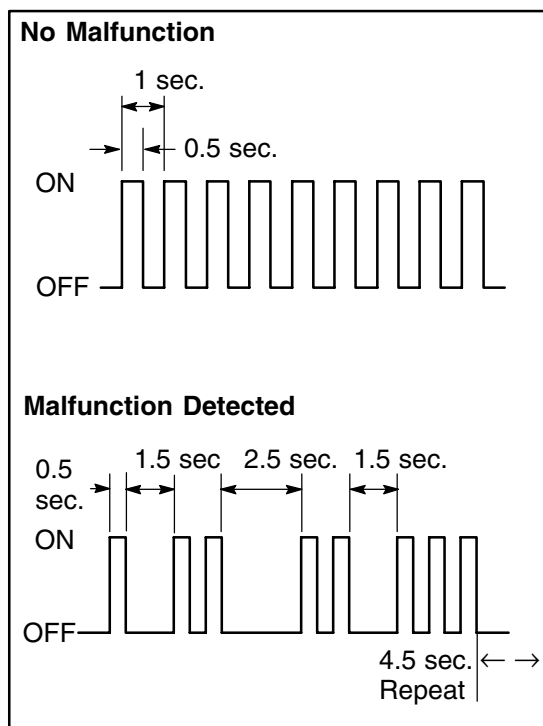 No Malfunction
1 sec.
0.5 sec.
ON
OFF
Malfunction Detected
0.5 sec.
1.5 sec
2.5 sec.
1.5 sec.
ON
OFF
4.5 sec.
Repeat